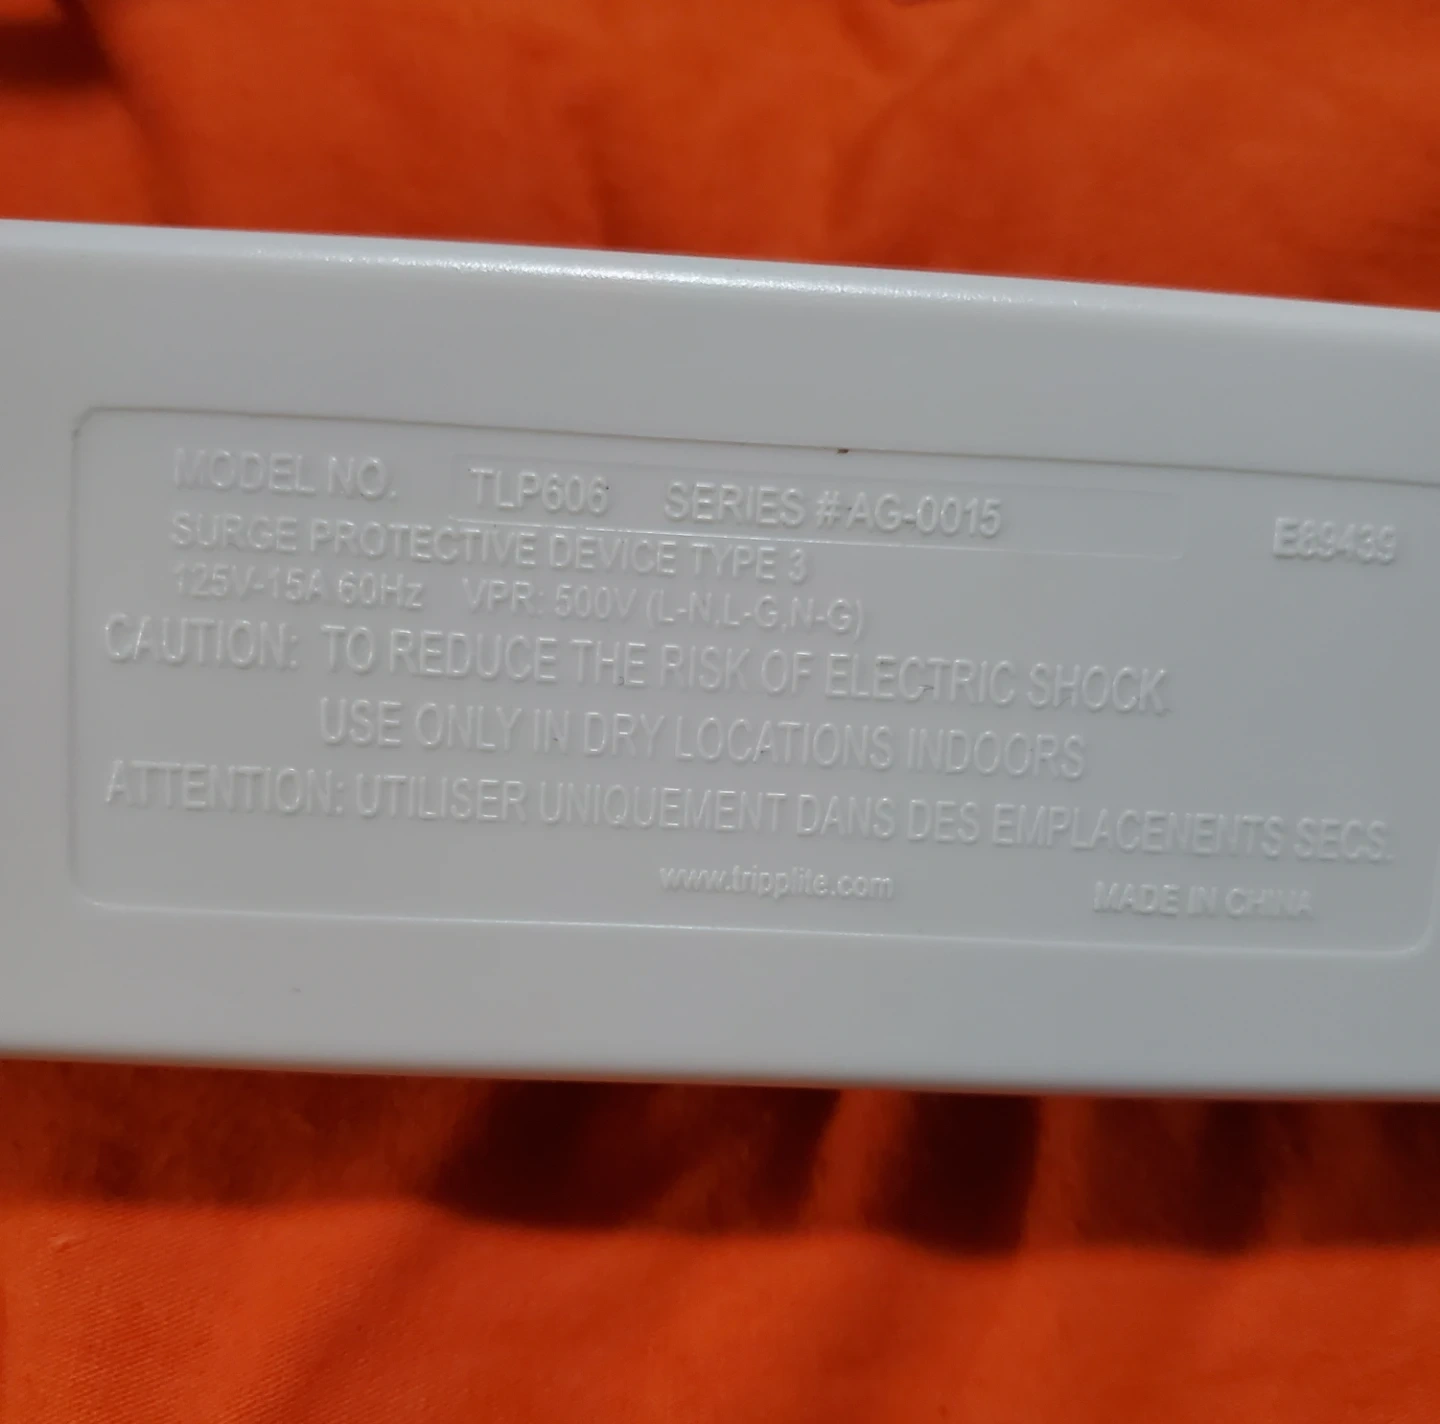 MODEL NO. TLP606 SERIES # AG-0015 E89439
SURGE PROTECTIVE DEVICE TYPE 3
125V-15A 60Hz VPR: 500V (L-N,L-G,N-G)
CAUTION: TO REDUCE THE RISK OF ELECTRIC SHOCK
USE ONLY IN DRY LOCATIONS INDOORS
ATTENTION: UTILISER UNIQUEMENT DANS DES EMPLACENENTS SECS.
www.tripplite.com MADE IN CHINA